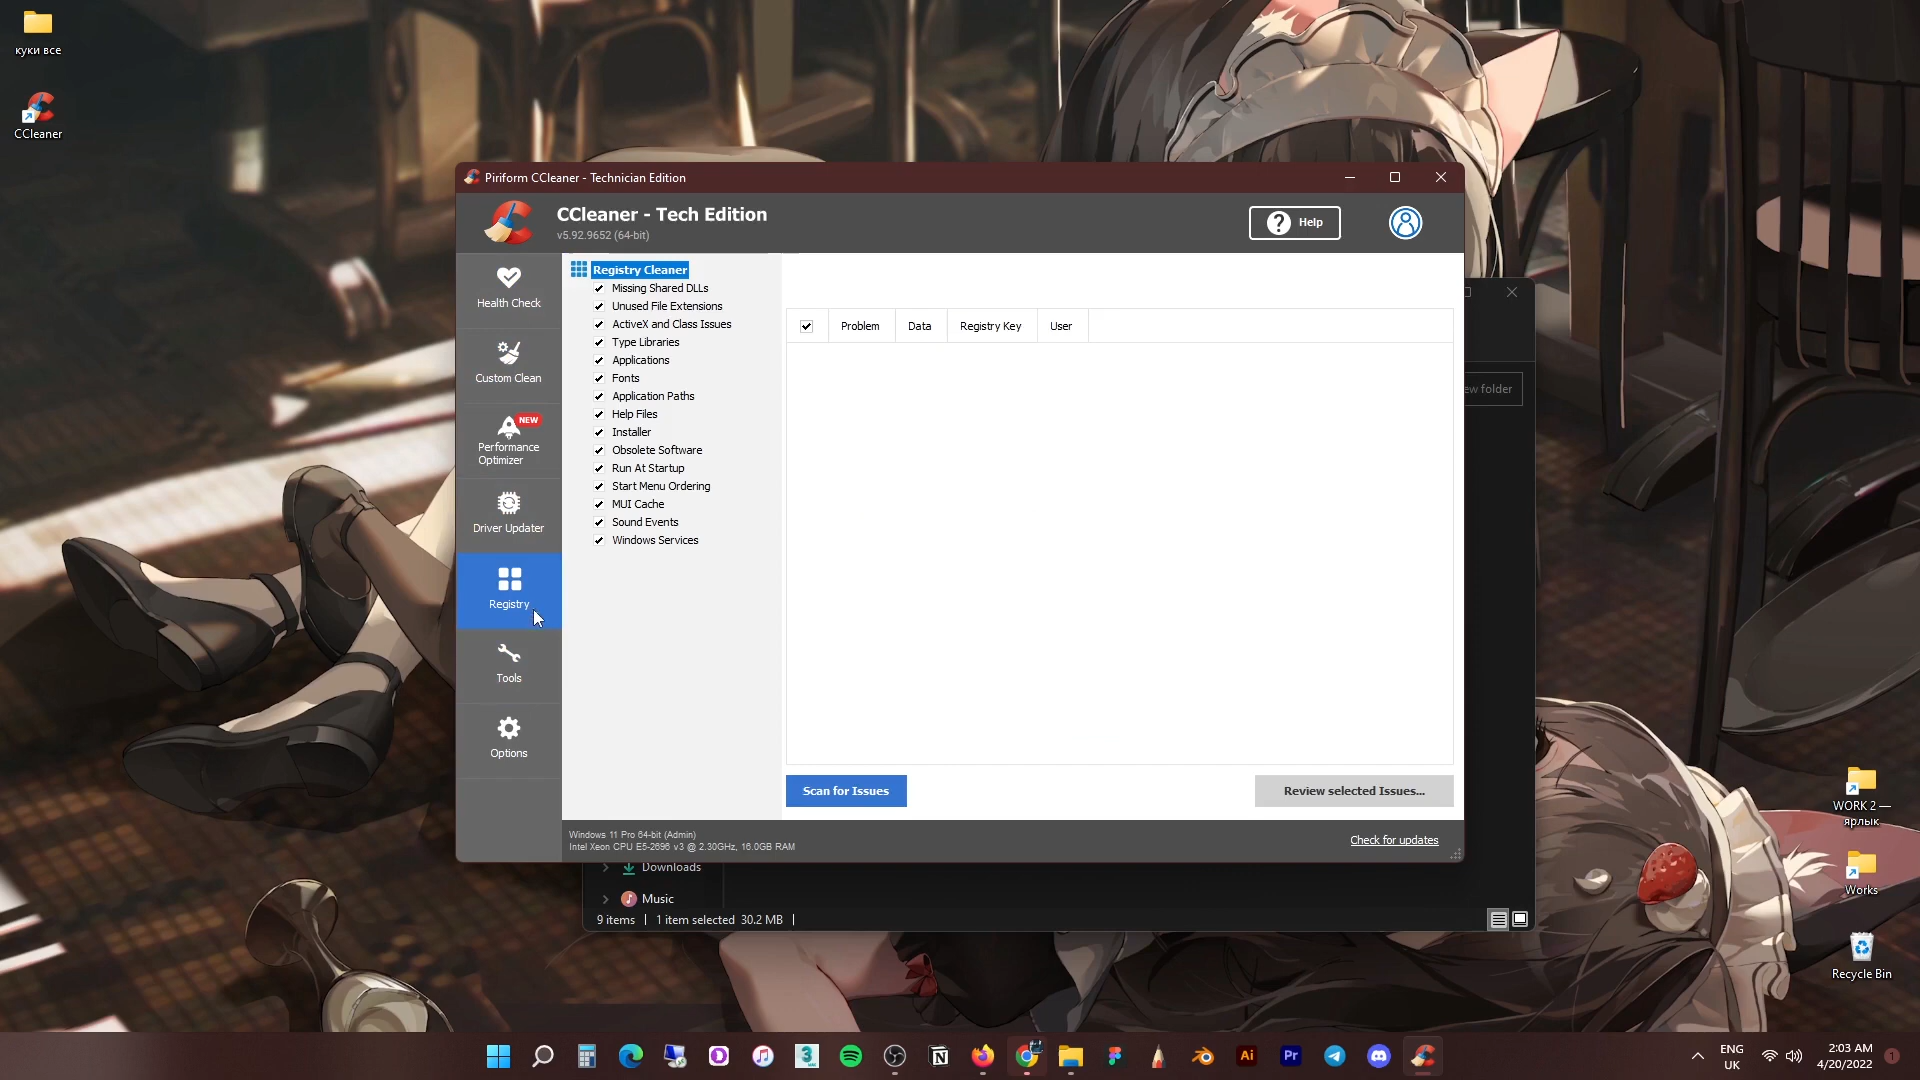 куки все
CCleaner
Piriform CCleaner - Technician Edition
CCleaner - Tech Edition
v5.92.9652 (64-bit)
Help
Health Check
Custom Clean
NEW
Performance
Optimizer
Driver Updater
Registry
Tools
Options
Registry Cleaner
Missing Shared DLLs
Unused File Extensions
ActiveX and Class Issues
Type Libraries
Applications
Fonts
Application Paths
Help Files
Installer
Obsolete Software
Run At Startup
Start Menu Ordering
MUI Cache
Sound Events
Windows Services
Problem Data Registry Key User
Scan for Issues
Review selected Issues...
Windows 11 Pro 64-bit (Admin)
Intel Xeon CPU E5-2696 v3 @ 2.30GHz, 16.0GB RAM
Check for updates
ew folder
Downloads
Music
9 items 1 item selected 30.2 MB
WORK 2 —
ярлык
Works
Recycle Bin
3
Ai
Pr
ENG
UK
2:03 AM
4/20/2022
1